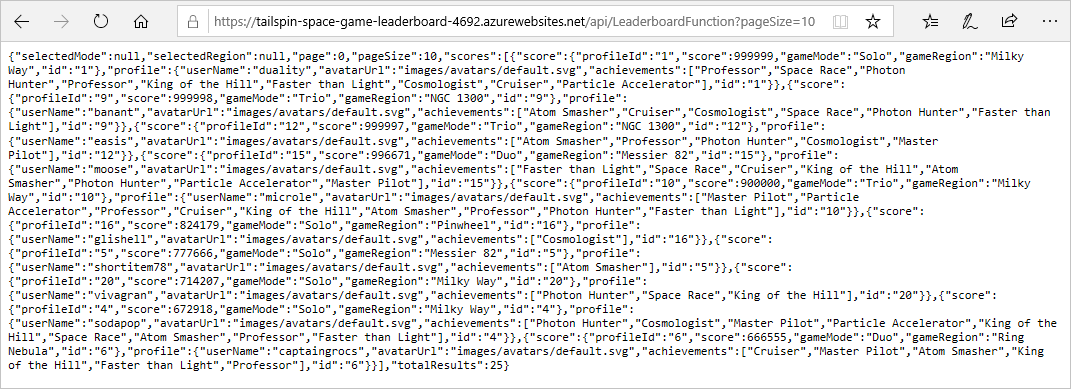 https://tailspin-space-game-leaderboard-4692.azurewebsites.net/api/LeaderboardFunction?pageSize=10
{"selectedMode":null,"selectedRegion":null,"page":0,"pageSize":10,"scores":[{"score":{"profileId":"1","score":999999,"gameMode":"Solo","gameRegion":"Milky
Way","id":"1"},"profile":{"userName":"duality","avatarUrl":"images/avatars/default.svg","achievements":["Professor","Space Race","Photon
Hunter","Professor","King of the Hill","Faster than Light","Cosmologist","Cruiser","Particle Accelerator"],"id":"1"}},{"score":
{"profileId":"9","score":999998,"gameMode":"Trio","gameRegion":"NGC 1300","id":"9"},"profile":
{"userName":"banant","avatarUrl":"images/avatars/default.svg","achievements":["Atom Smasher","Cruiser","Cosmologist","Space Race","Photon Hunter","Faster than
Light"],"id":"9"}},{"score":{"profileId":"12","score":999997,"gameMode":"Trio","gameRegion":"NGC 1300","id":"12"},"profile":
{"userName":"easis","avatarUrl":"images/avatars/default.svg","achievements":["Atom Smasher","Professor","Photon Hunter","Cosmologist","Master
Pilot"],"id":"12"}},{"score":{"profileId":"15","score":996671,"gameMode":"Duo","gameRegion":"Messier 82","id":"15"},"profile":
{"userName":"moose","avatarUrl":"images/avatars/default.svg","achievements":["Faster than Light","Space Race","Cruiser","King of the Hill","Atom
Smasher","Photon Hunter","Particle Accelerator","Master Pilot"],"id":"15"}},{"score":{"profileId":"10","score":900000,"gameMode":"Trio","gameRegion":"Milky
Way","id":"10"},"profile":{"userName":"microle","avatarUrl":"images/avatars/default.svg","achievements":["Master Pilot","Particle
Accelerator","Professor","Cruiser","King of the Hill","Atom Smasher","Professor","Photon Hunter","Faster than Light"],"id":"10"}},{"score":
{"profileId":"16","score":824179,"gameMode":"Solo","gameRegion":"Pinwheel","id":"16"},"profile":
{"userName":"glishell","avatarUrl":"images/avatars/default.svg","achievements":["Cosmologist"],"id":"16"}},{"score":
{"profileId":"5","score":777666,"gameMode":"Solo","gameRegion":"Messier 82","id":"5"},"profile":
{"userName":"shortitem78","avatarUrl":"images/avatars/default.svg","achievements":["Atom Smasher"],"id":"5"}},{"score":
{"profileId":"20","score":714207,"gameMode":"Solo","gameRegion":"Milky Way","id":"20"},"profile":
{"userName":"vivagran","avatarUrl":"images/avatars/default.svg","achievements":["Photon Hunter","Space Race","King of the Hill"],"id":"20"}},{"score":
{"profileId":"4","score":672918,"gameMode":"Solo","gameRegion":"Milky Way","id":"4"},"profile":
{"userName":"sodapop","avatarUrl":"images/avatars/default.svg","achievements":["Photon Hunter","Cosmologist","Master Pilot","Particle Accelerator","King of the
Hill","Space Race","Atom Smasher","Professor","Faster than Light"],"id":"4"}},{"score":{"profileId":"6","score":666555,"gameMode":"Duo","gameRegion":"Ring
Nebula","id":"6"},"profile":{"userName":"captaingrocs","avatarUrl":"images/avatars/default.svg","achievements":["Cruiser","Master Pilot","Atom Smasher","King
of the Hill","Faster than Light","Professor"],"id":"6"}}],"totalResults":25}